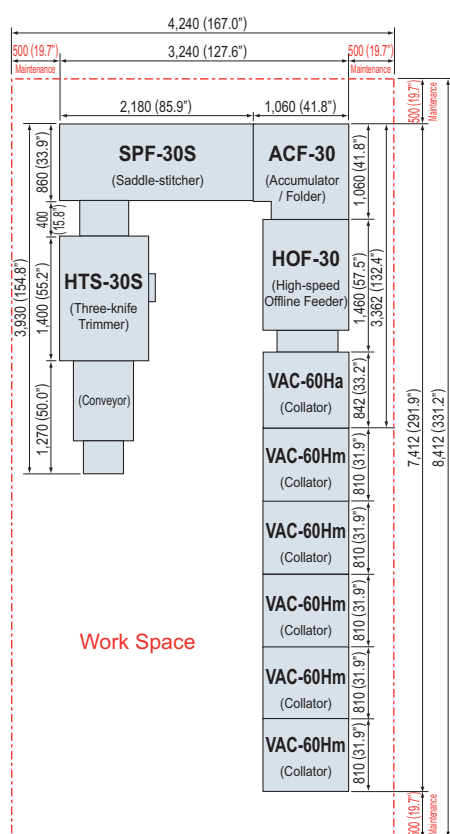 4,240 (167.0")
500 (19.7")
Maintenance
3,240 (127.6")
500 (19.7")
Maintenance
2,180 (85.9")
1,060 (41.8")
500 (19.7")
Maintenance
SPF-30S
(Saddle-stitcher)
ACF-30
(Accumulator
/ Folder)
860 (33.9")
1,060 (41.8")
400
(15.8")
HTS-30S
(Three-knife
Trimmer)
HOF-30
(High-speed
Offline Feeder)
3,930 (154.8")
1,400 (55.2")
1,460 (57.5")
3,362 (132.4")
(Conveyor)
1,270 (50.0")
VAC-60Ha
(Collator)
842 (33.2")
7,412 (291.9")
8,412 (331.2")
VAC-60Hm
(Collator)
810 (31.9")
VAC-60Hm
(Collator)
810 (31.9")
VAC-60Hm
(Collator)
810 (31.9")
Work Space
VAC-60Hm
(Collator)
810 (31.9")
VAC-60Hm
(Collator)
810 (31.9")
500 (19.7")
Maintenance